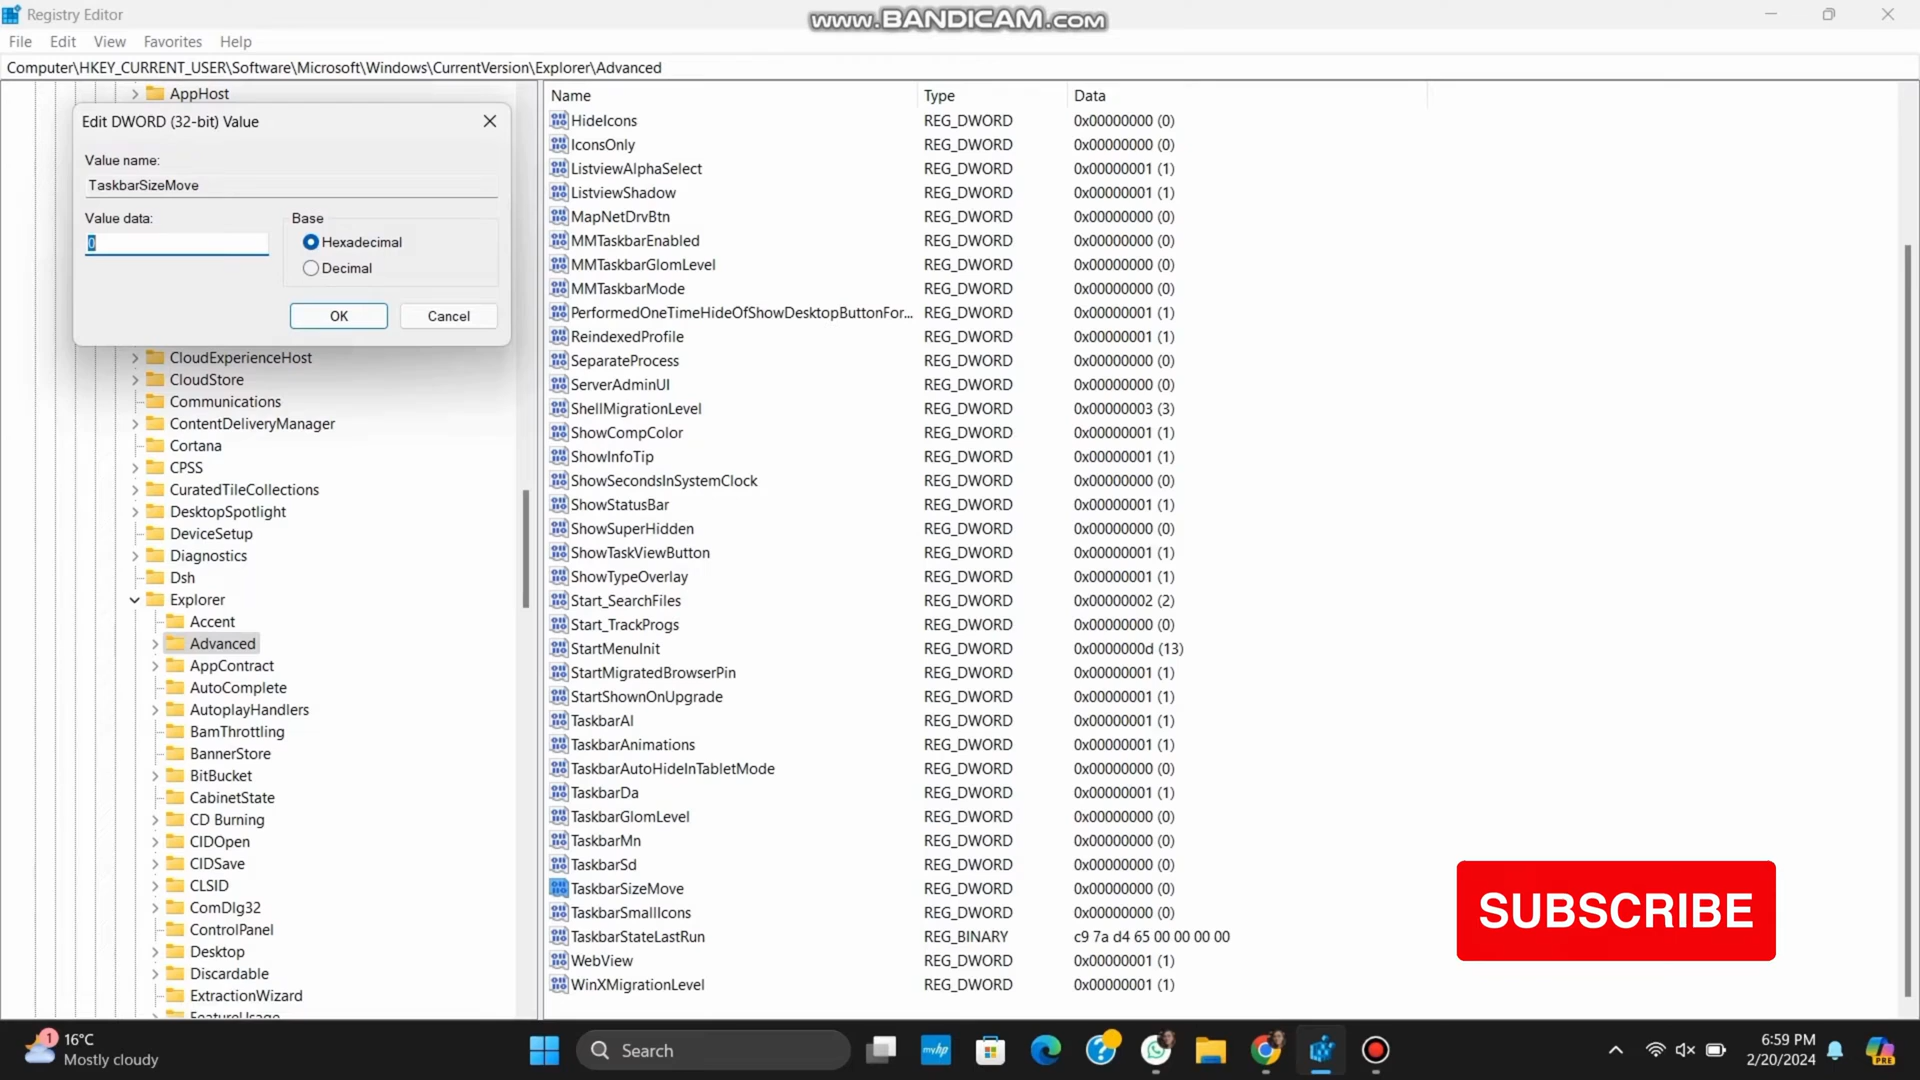 Registry Editor
www.BANDICAM.com
File Edit View Favorites Help
Computer\HKEY_CURRENT_USER\Software\Microsoft\Windows\CurrentVersion\Explorer\Advanced
AppHost
Edit DWORD (32-bit) Value
Value name:
TaskbarSizeMove
Value data:
0
Base
Hexadecimal
Decimal
OK
Cancel
CloudExperienceHost
CloudStore
Communications
ContentDeliveryManager
Cortana
CPSS
CuratedTileCollections
DesktopSpotlight
DeviceSetup
Diagnostics
Dsh
Explorer
Accent
Advanced
AppContract
AutoComplete
AutoplayHandlers
BamThrottling
BannerStore
BitBucket
CabinetState
CD Burning
CIDOpen
CIDSave
CLSID
ComDlg32
ControlPanel
Desktop
Discardable
ExtractionWizard
FeatureUsage
Name Type Data
HideIcons REG_DWORD 0x00000000 (0)
IconsOnly REG_DWORD 0x00000000 (0)
ListviewAlphaSelect REG_DWORD 0x00000001 (1)
ListviewShadow REG_DWORD 0x00000001 (1)
MapNetDrvBtn REG_DWORD 0x00000000 (0)
MMTaskbarEnabled REG_DWORD 0x00000000 (0)
MMTaskbarGlomLevel REG_DWORD 0x00000000 (0)
MMTaskbarMode REG_DWORD 0x00000000 (0)
PerformedOneTimeHideOfShowDesktopButtonFor... REG_DWORD 0x00000001 (1)
ReindexedProfile REG_DWORD 0x00000001 (1)
SeparateProcess REG_DWORD 0x00000000 (0)
ServerAdminUI REG_DWORD 0x00000000 (0)
ShellMigrationLevel REG_DWORD 0x00000003 (3)
ShowCompColor REG_DWORD 0x00000001 (1)
ShowInfoTip REG_DWORD 0x00000001 (1)
ShowSecondsInSystemClock REG_DWORD 0x00000000 (0)
ShowStatusBar REG_DWORD 0x00000001 (1)
ShowSuperHidden REG_DWORD 0x00000000 (0)
ShowTaskViewButton REG_DWORD 0x00000001 (1)
ShowTypeOverlay REG_DWORD 0x00000001 (1)
Start_SearchFiles REG_DWORD 0x00000002 (2)
Start_TrackProgs REG_DWORD 0x00000000 (0)
StartMenuInit REG_DWORD 0x0000000d (13)
StartMigratedBrowserPin REG_DWORD 0x00000001 (1)
StartShownOnUpgrade REG_DWORD 0x00000001 (1)
TaskbarAl REG_DWORD 0x00000001 (1)
TaskbarAnimations REG_DWORD 0x00000001 (1)
TaskbarAutoHideInTabletMode REG_DWORD 0x00000000 (0)
TaskbarDa REG_DWORD 0x00000001 (1)
TaskbarGlomLevel REG_DWORD 0x00000000 (0)
TaskbarMn REG_DWORD 0x00000000 (0)
TaskbarSd REG_DWORD 0x00000000 (0)
TaskbarSizeMove REG_DWORD 0x00000000 (0)
TaskbarSmallIcons REG_DWORD 0x00000000 (0)
TaskbarStateLastRun REG_BINARY c9 7a d4 65 00 00 00 00
WebView REG_DWORD 0x00000001 (1)
WinXMigrationLevel REG_DWORD 0x00000001 (1)
SUBSCRIBE
1
16°C
Mostly cloudy
Search
myhp
6:59 PM
2/20/2024
PRE